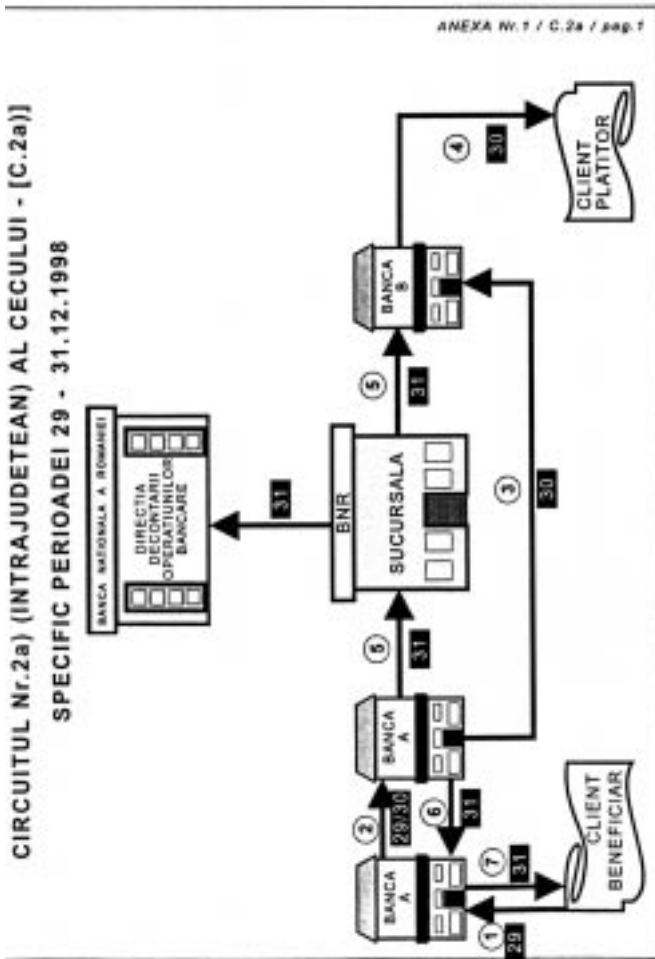 ANEXA Nr.1 / C.2a / pag.1
CIRCUITUL Nr.2a) (INTRAJUDETEAN) AL CECULUI - [C.2a)]
SPECIFIC PERIOADEI 29 - 31.12.1998
BANCA NATIONALA A ROMANIEI
DIRECTIA
DECONTARII
OPERATIUNILOR
BANCARE
31
BNR
SUCURSALA
BANCA
A
2
29/30
BANCA
A
5
31
5
31
BANCA
B
4
30
CLIENT
PLATITOR
3
30
6
31
7
31
1
29
CLIENT
BENEFICIAR